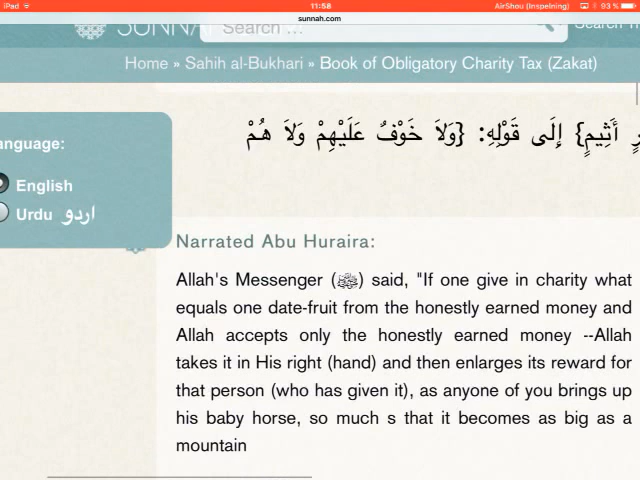 iPad 11:58 AirShou (Inspelning) 93 %
sunnah.com
SUNNA Search ... Search
Home » Sahih al-Bukhari » Book of Obligatory Charity Tax (Zakat)
أَثِيمٍ} إِلَى قَوْلِهِ: {وَلاَ خَوْفٌ عَلَيْهِمْ وَلاَ هُمْ
anguage:
English
Urdu اردو
Narrated Abu Huraira:
Allah's Messenger (ﷺ) said, "If one give in charity what
equals one date-fruit from the honestly earned money and
Allah accepts only the honestly earned money --Allah
takes it in His right (hand) and then enlarges its reward for
that person (who has given it), as anyone of you brings up
his baby horse, so much s that it becomes as big as a
mountain